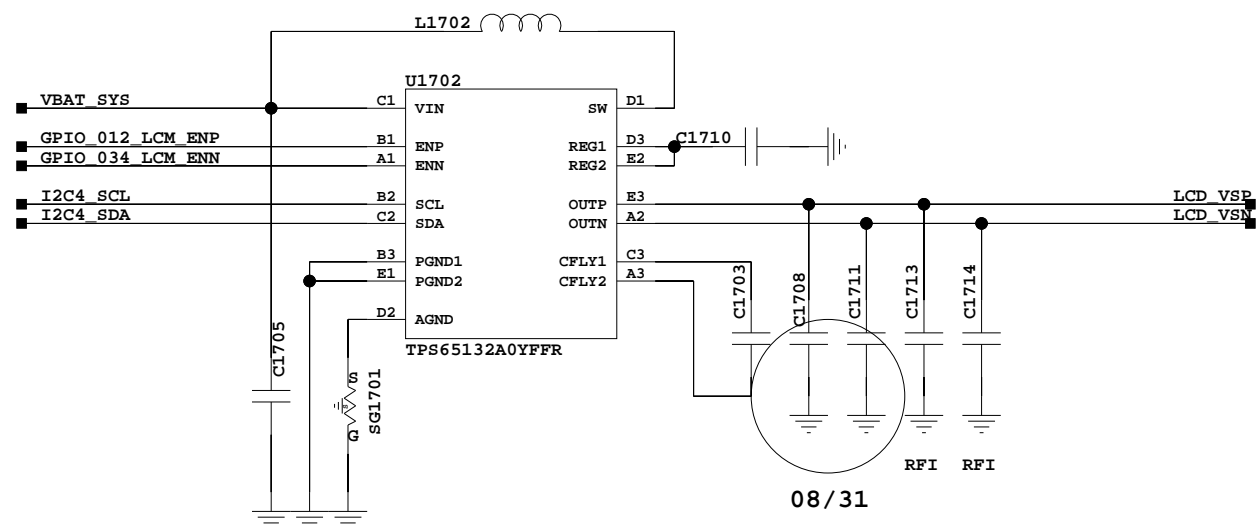 L1702
U1702
VBAT_SYS
C1
VIN
SW
D1
GPIO_012_LCM_ENP
B1
ENP
REG1
D3
C1710
GPIO_034_LCM_ENN
A1
ENN
REG2
E2
I2C4_SCL
B2
SCL
OUTP
E3
LCD_VSP
I2C4_SDA
C2
SDA
OUTN
A2
LCD_VSN
B3
PGND1
CFLY1
C3
E1
PGND2
CFLY2
A3
D2
AGND
TPS65132A0YFFR
C1703
C1708
C1711
C1713
C1714
C1705
S
SG1701
G
RFI
RFI
08/31